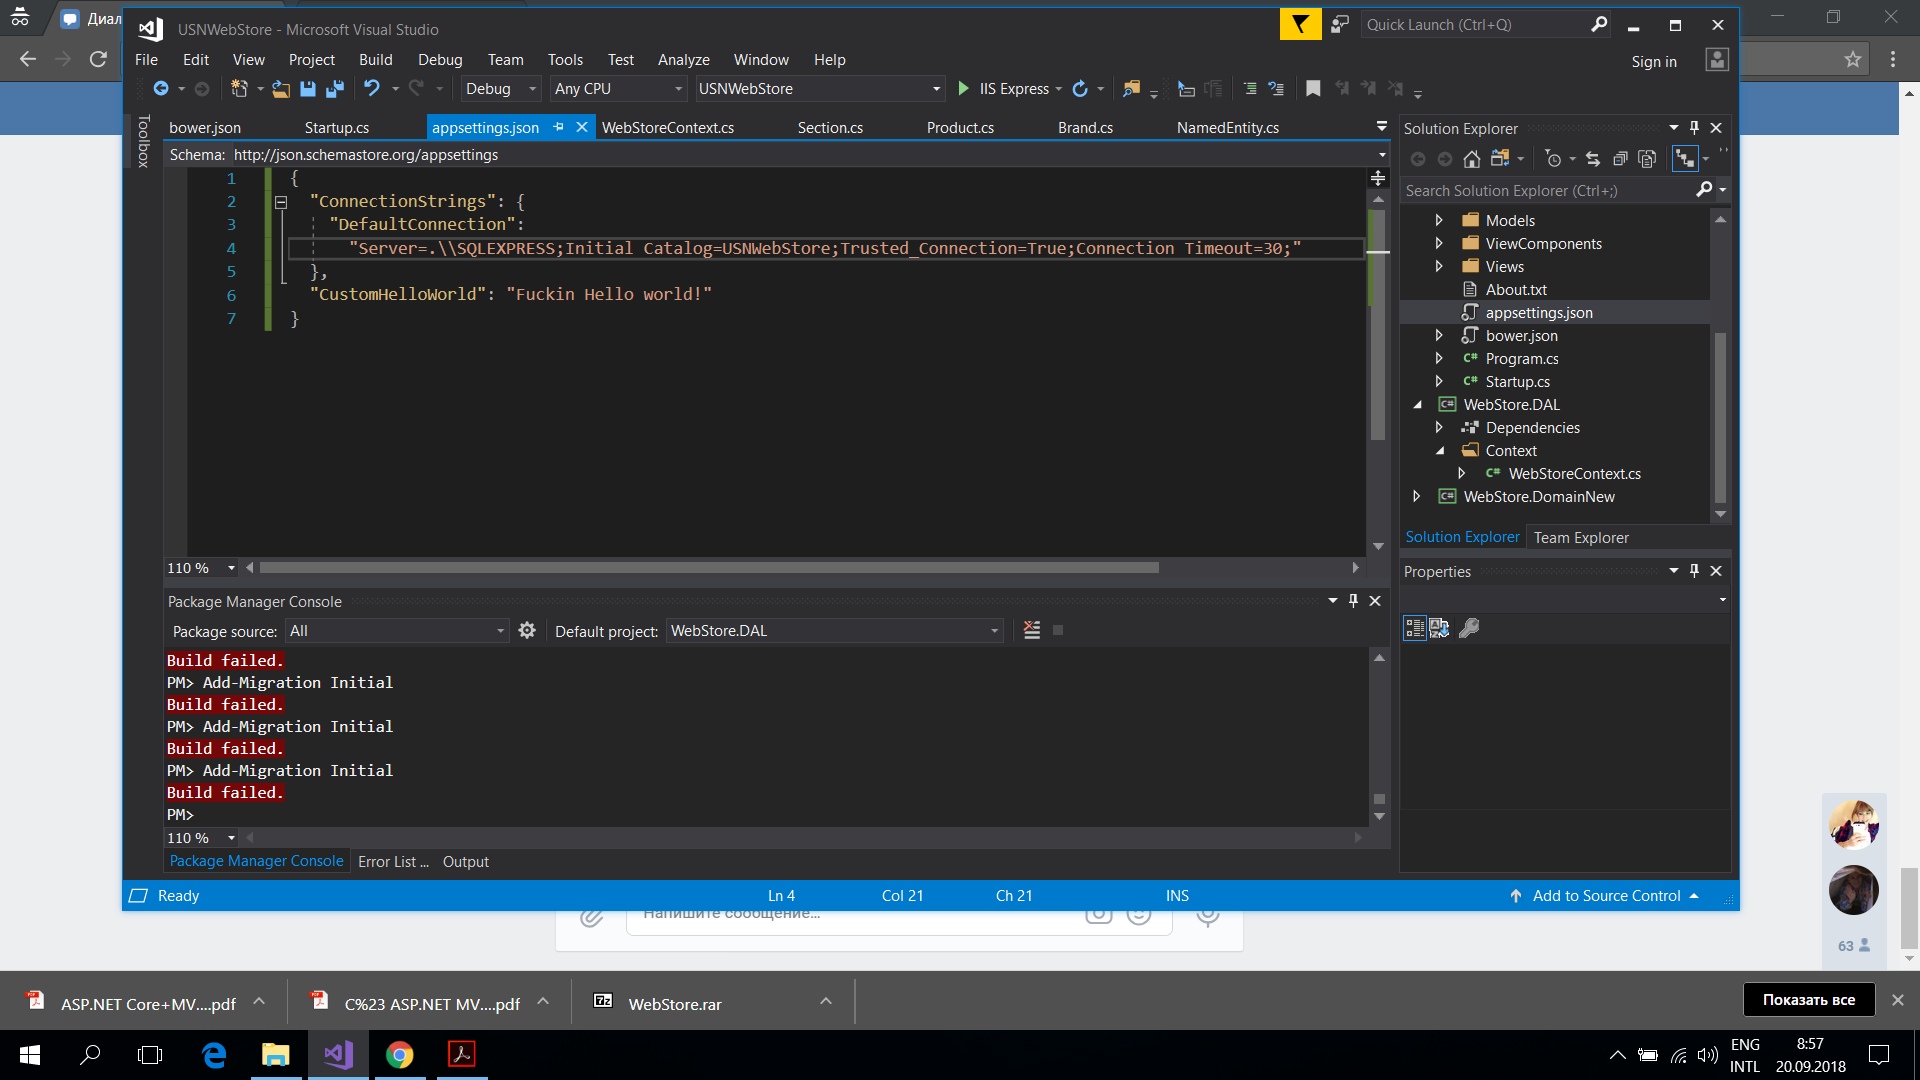 Диал
USNWebStore - Microsoft Visual Studio
Quick Launch (Ctrl+Q)
File Edit View Project Build Debug Team Tools Test Analyze Window Help
Sign in
Debug Any CPU USNWebStore IIS Express
Toolbox
bower.json Startup.cs appsettings.json WebStoreContext.cs Section.cs Product.cs Brand.cs NamedEntity.cs
Schema: http://json.schemastore.org/appsettings
1 {
2 "ConnectionStrings": {
3 "DefaultConnection":
4 "Server=.\\SQLEXPRESS;Initial Catalog=USNWebStore;Trusted_Connection=True;Connection Timeout=30;"
5 },
6 "CustomHelloWorld": "Fuckin Hello world!"
7 }
110 %
Solution Explorer
Search Solution Explorer (Ctrl+;)
Models
ViewComponents
Views
About.txt
appsettings.json
bower.json
C# Program.cs
C# Startup.cs
C# WebStore.DAL
Dependencies
Context
C# WebStoreContext.cs
C# WebStore.DomainNew
Solution Explorer Team Explorer
Properties
Package Manager Console
Package source: All Default project: WebStore.DAL
Build failed.
PM> Add-Migration Initial
Build failed.
PM> Add-Migration Initial
Build failed.
PM> Add-Migration Initial
Build failed.
PM>
110 %
Package Manager Console Error List ... Output
Ready Ln 4 Col 21 Ch 21 INS Add to Source Control
Напишите сообщение...
63
ASP.NET Core+MV....pdf C%23 ASP.NET MV....pdf 7z WebStore.rar Показать все
ENG
INTL
8:57
20.09.2018